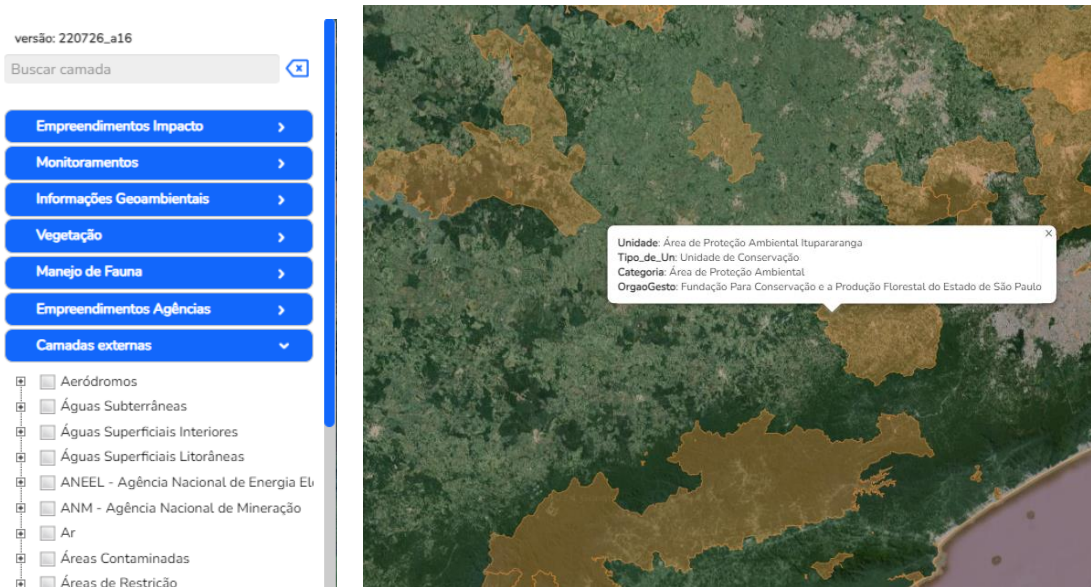 versão: 220726_a16
Buscar camada
Empreendimentos Impacto
Monitoramentos
Informações Geoambientais
Vegetação
Manejo de Fauna
Empreendimentos Agências
Camadas externas
Aeródromos
Águas Subterrâneas
Águas Superficiais Interiores
Águas Superficiais Litorâneas
ANEEL - Agência Nacional de Energia El
ANM - Agência Nacional de Mineração
Ar
Áreas Contaminadas
Áreas de Restrição
Unidade: Área de Proteção Ambiental Itupararanga
Tipo_de_Un: Unidade de Conservação
Categoria: Área de Proteção Ambiental
OrgaoGesto: Fundação Para Conservação e a Produção Florestal do Estado de São Paulo